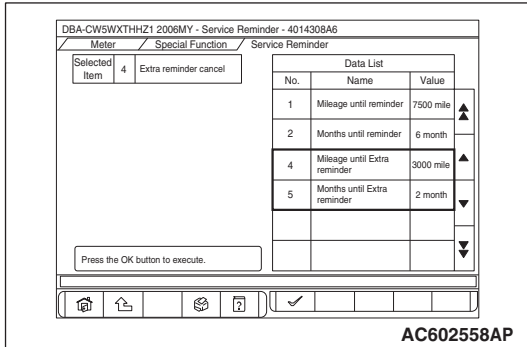 DBA-CW5WXTHHZ1 2006MY - Service Reminder - 4014308A6
Meter
Special Function
Service Reminder
Selected Item
4
Extra reminder cancel
Data List
No. Name Value
1 Mileage until reminder 7500 mile
2 Months until reminder 6 month
4 Mileage until Extra reminder 3000 mile
5 Months until Extra reminder 2 month
Press the OK button to execute.
?
AC602558AP